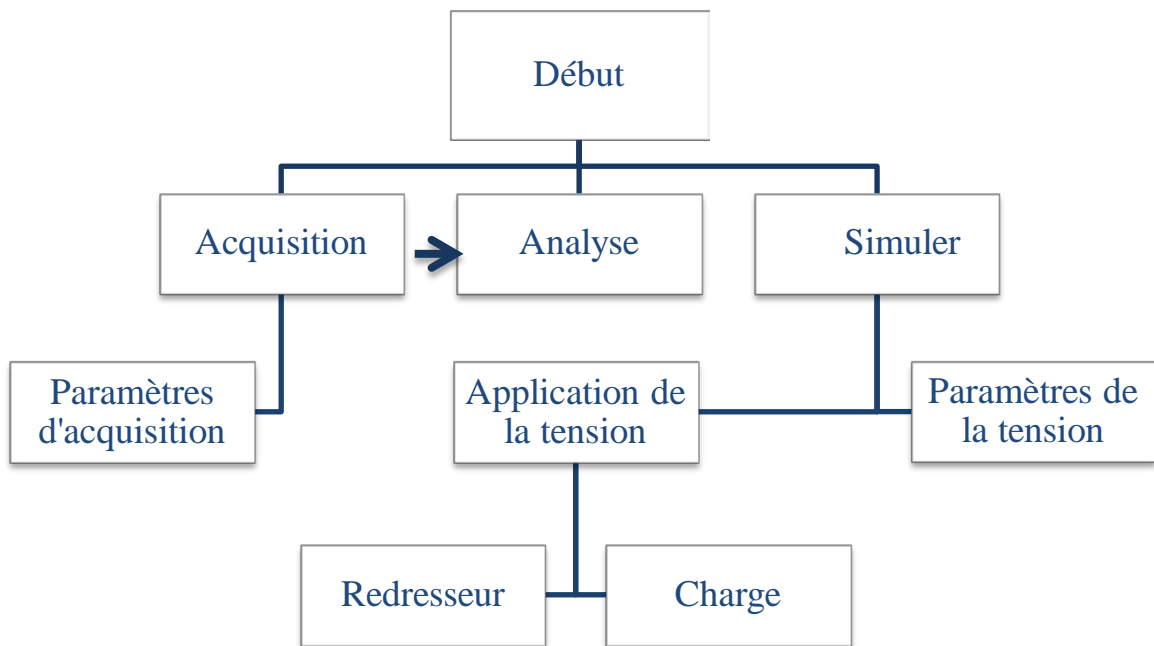 Début
Acquisition
Analyse
Simuler
Paramètres
d'acquisition
Application de
la tension
Paramètres de
la tension
Redresseur
Charge